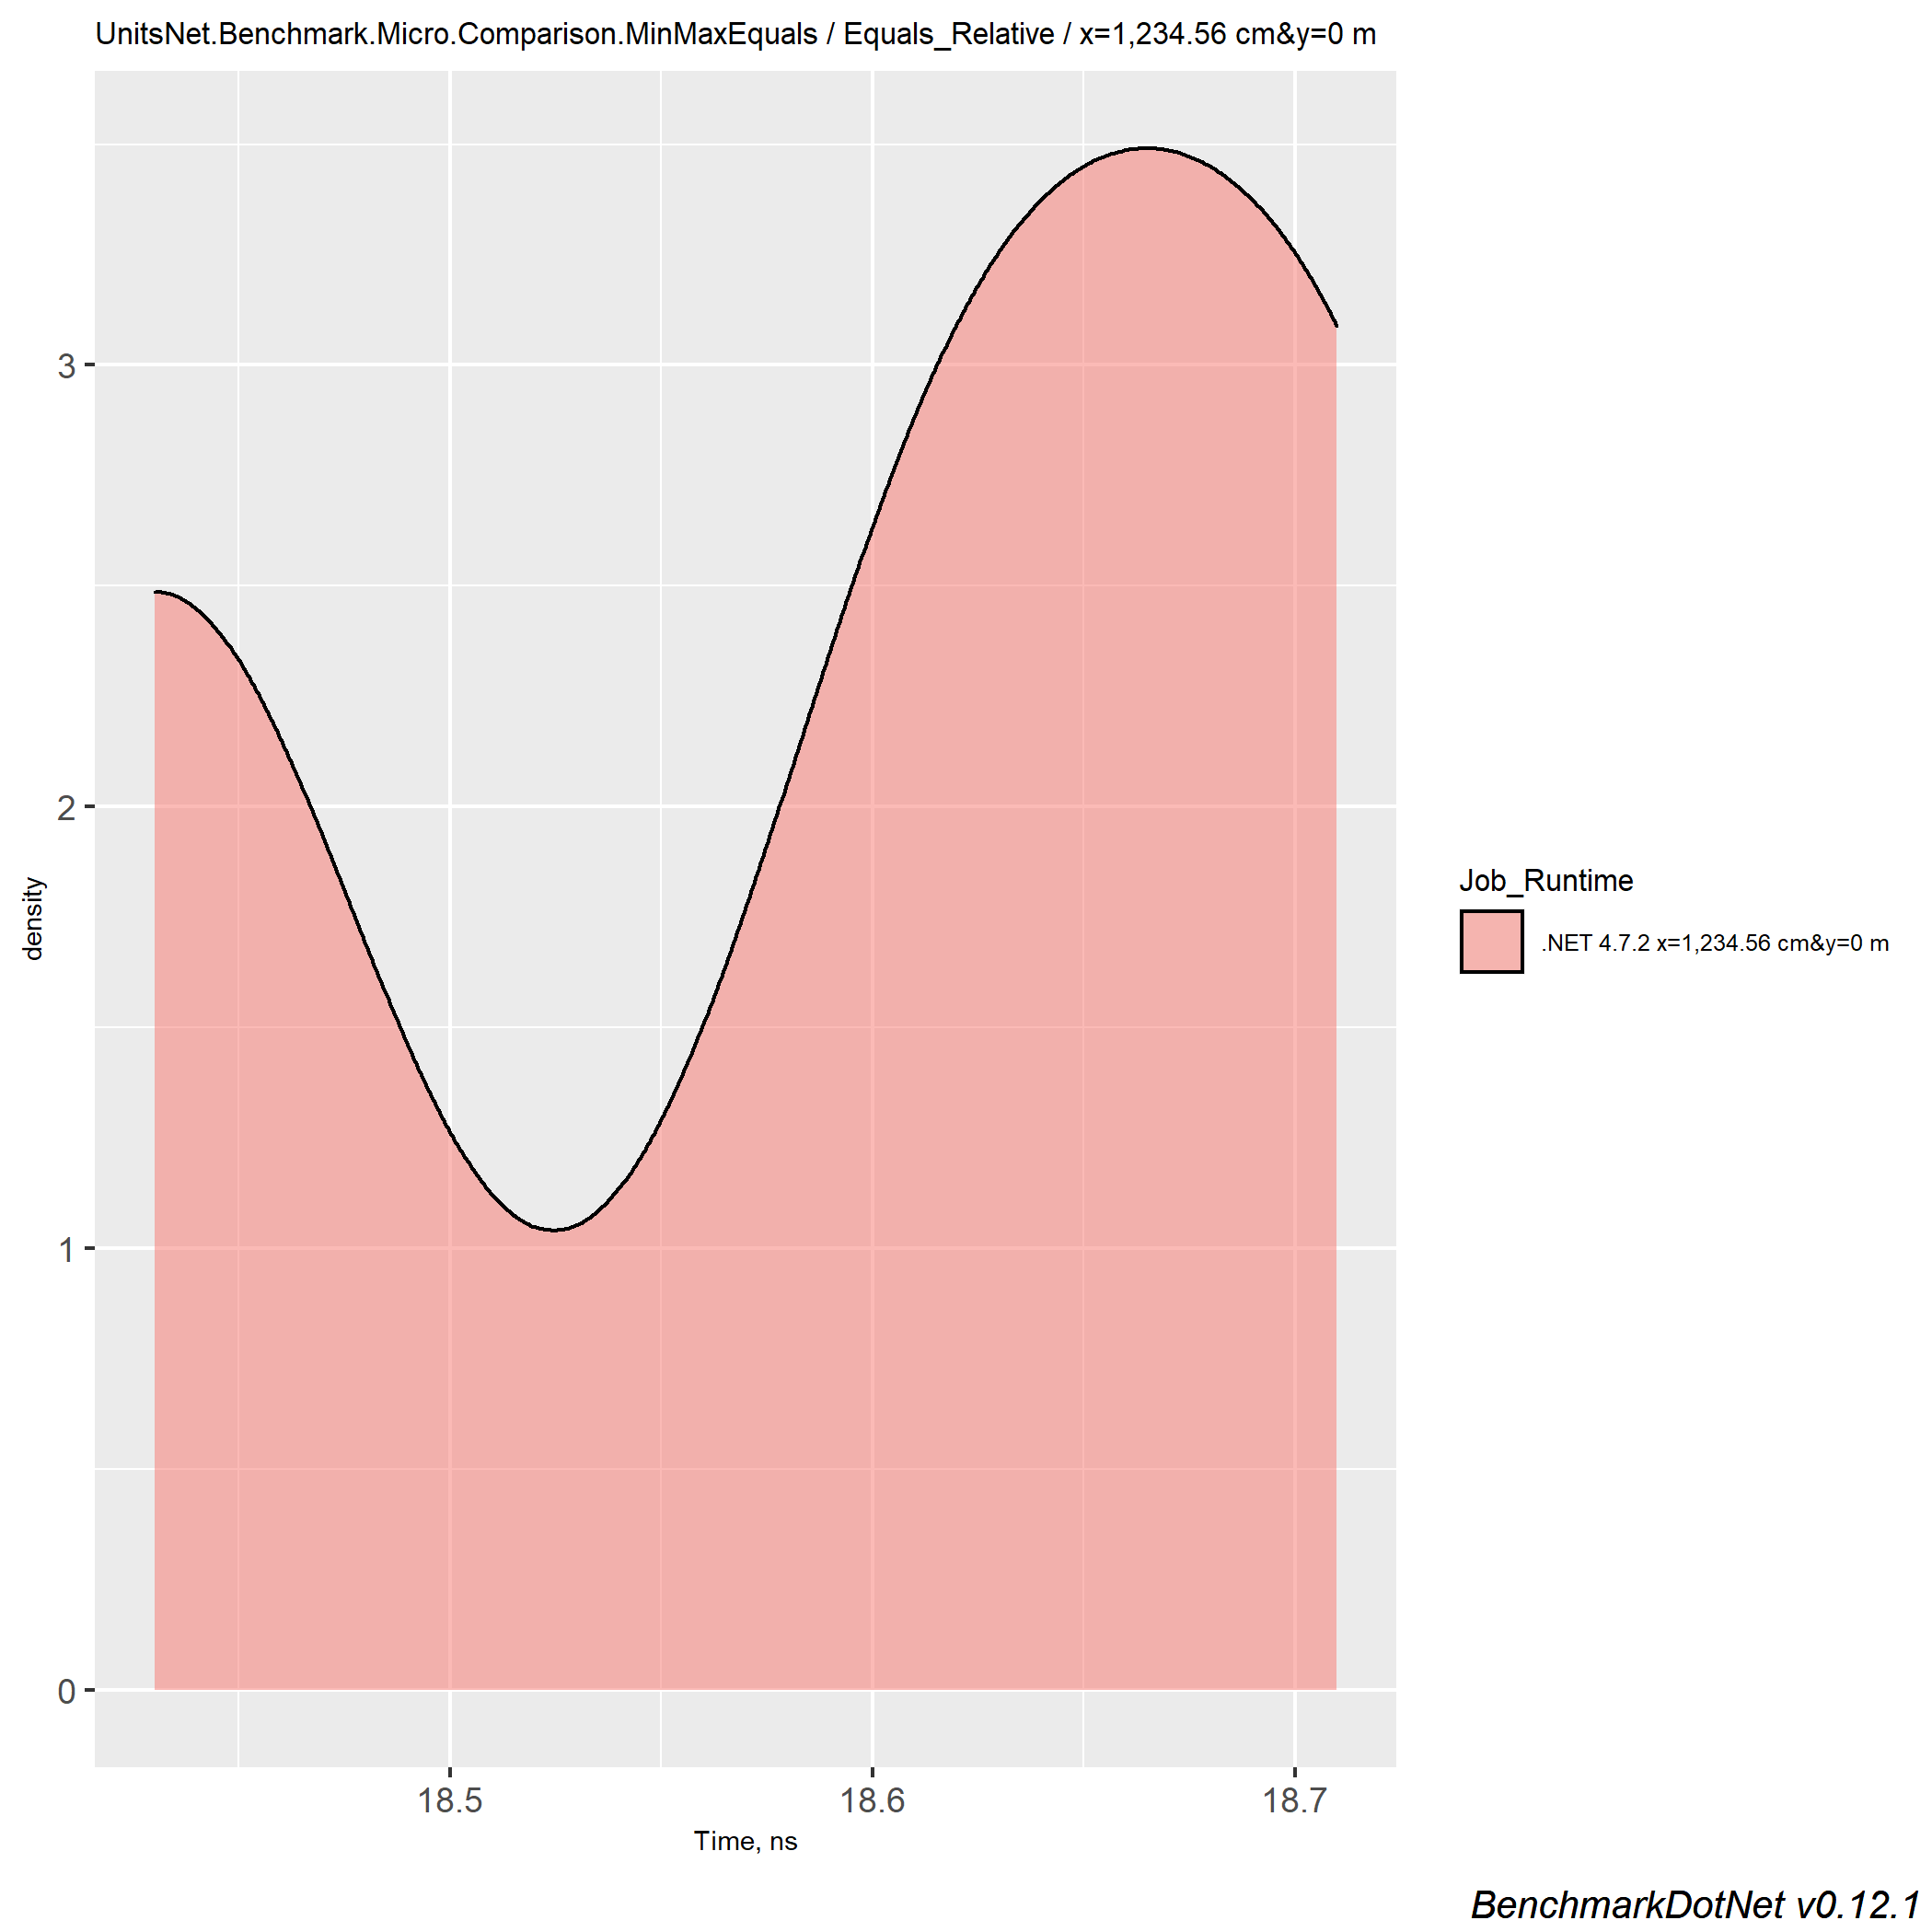 UnitsNet.Benchmark.Micro.Comparison.MinMaxEquals / Equals_Relative / x=1,234.56 cm&y=0 m
3
2
1
0
density
18.5 18.6 18.7
Time, ns
Job_Runtime
.NET 4.7.2 x=1,234.56 cm&y=0 m
BenchmarkDotNet v0.12.1